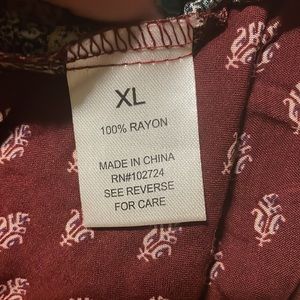 XL
100% RAYON
MADE IN CHINA
RN#102724
SEE REVERSE
FOR CARE